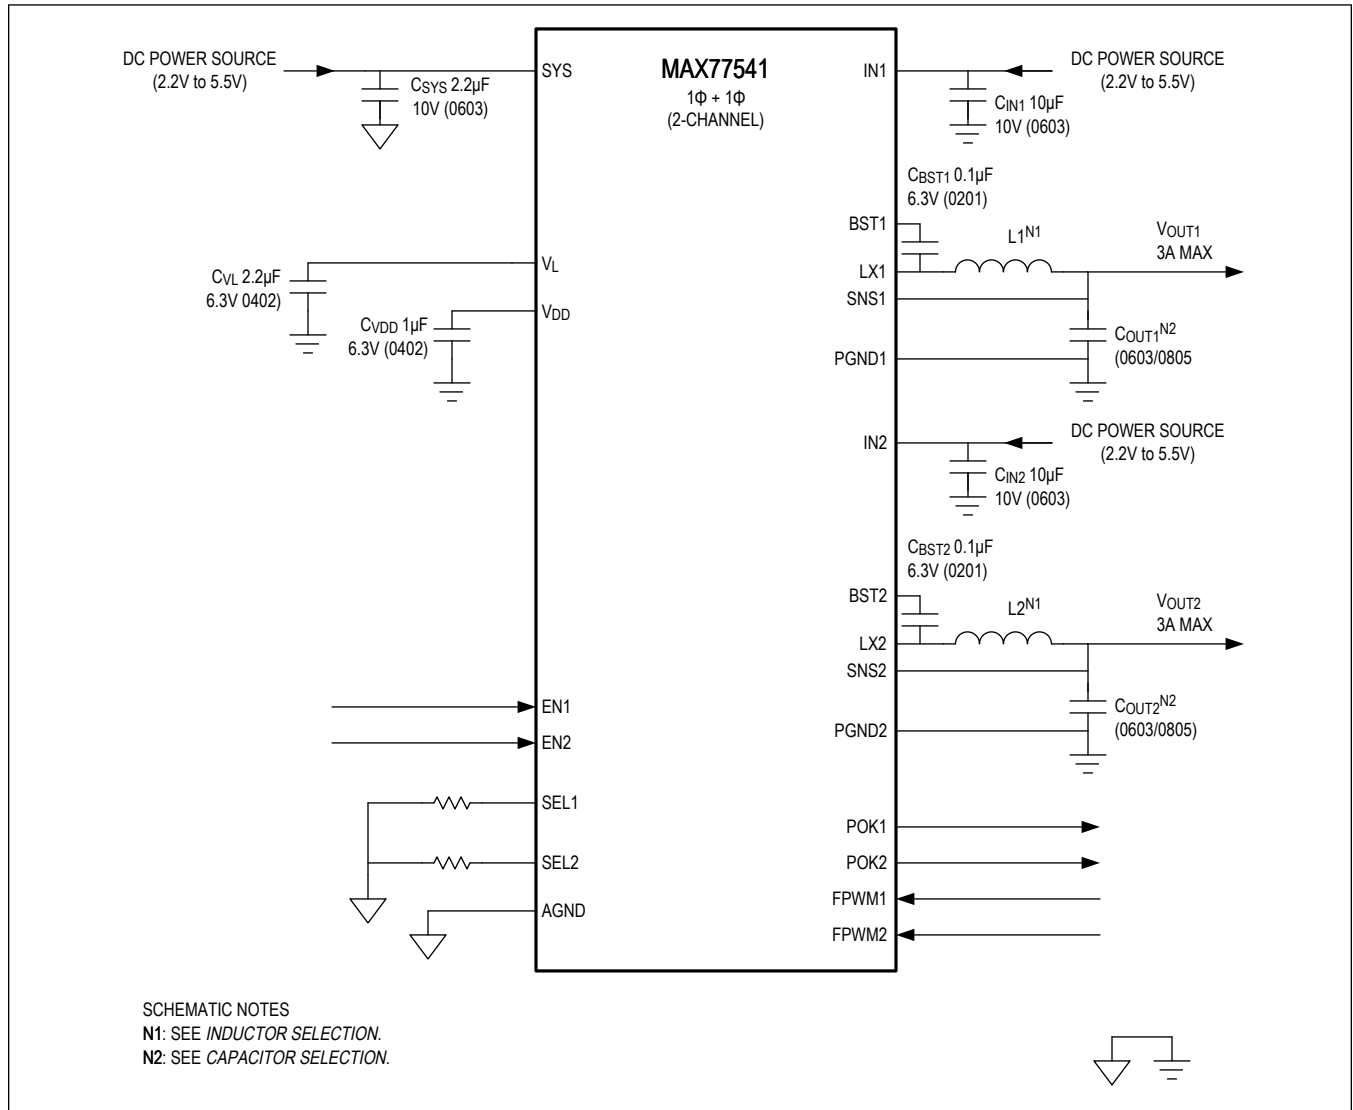 DC POWER SOURCE
(2.2V to 5.5V)
CSYS 2.2µF
10V (0603)
SYS
MAX77541
1Φ + 1Φ
(2-CHANNEL)
IN1
DC POWER SOURCE
(2.2V to 5.5V)
CIN1 10µF
10V (0603)
CBST1 0.1µF
6.3V (0201)
BST1
L1N1
VOUT1
3A MAX
LX1
SNS1
COUT1N2
(0603/0805
PGND1
VL
CVL 2.2µF
6.3V 0402)
VDD
CVDD 1µF
6.3V (0402)
IN2
DC POWER SOURCE
(2.2V to 5.5V)
CIN2 10µF
10V (0603)
CBST2 0.1µF
6.3V (0201)
BST2
L2N1
VOUT2
3A MAX
LX2
SNS2
COUT2N2
(0603/0805)
PGND2
EN1
EN2
SEL1
SEL2
AGND
POK1
POK2
FPWM1
FPWM2
SCHEMATIC NOTES
N1: SEE INDUCTOR SELECTION.
N2: SEE CAPACITOR SELECTION.